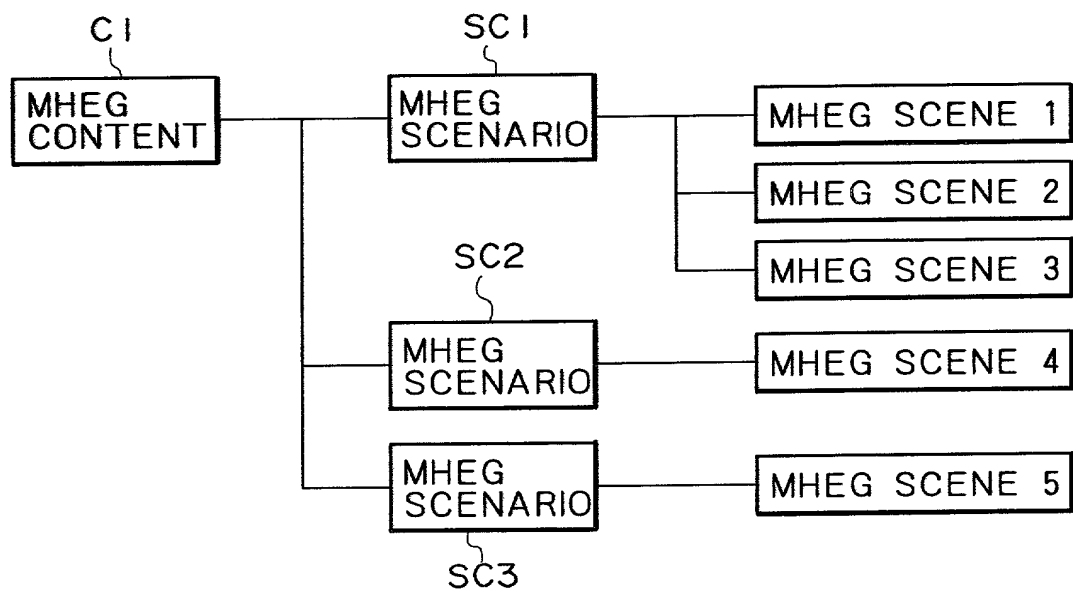 C1
SC1
MHEG
CONTENT
MHEG
SCENARIO
MHEG SCENE 1
MHEG SCENE 2
MHEG SCENE 3
SC2
MHEG
SCENARIO
MHEG SCENE 4
MHEG
SCENARIO
MHEG SCENE 5
SC3